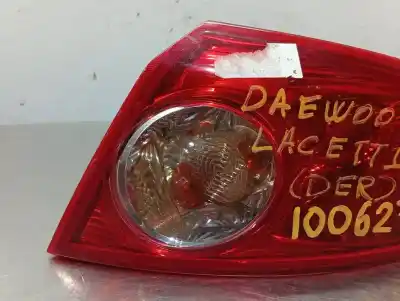 DAEWOO
LACETTI
(DER)
10062